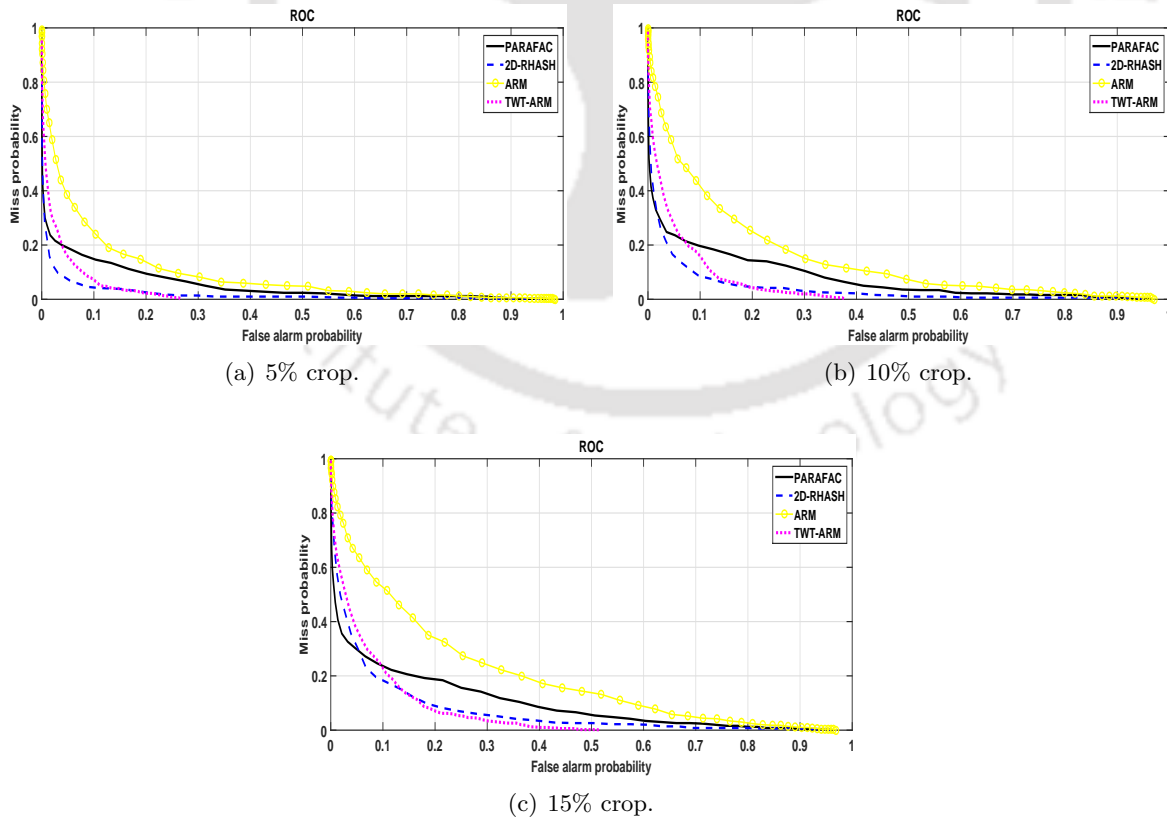 ROC
PARAFAC
2D-RHASH
ARM
TWT-ARM
Miss probability
1
0.8
0.6
0.4
0.2
0
0 0.1 0.2 0.3 0.4 0.5 0.6 0.7 0.8 0.9 1
False alarm probability
(a) 5% crop.
ROC
PARAFAC
2D-RHASH
ARM
TWT-ARM
Miss probability
1
0.8
0.6
0.4
0.2
0
0 0.1 0.2 0.3 0.4 0.5 0.6 0.7 0.8 0.9 1
False alarm probability
(b) 10% crop.
ROC
PARAFAC
2D-RHASH
ARM
TWT-ARM
Miss probability
1
0.8
0.6
0.4
0.2
0
0 0.1 0.2 0.3 0.4 0.5 0.6 0.7 0.8 0.9 1
False alarm probability
(c) 15% crop.